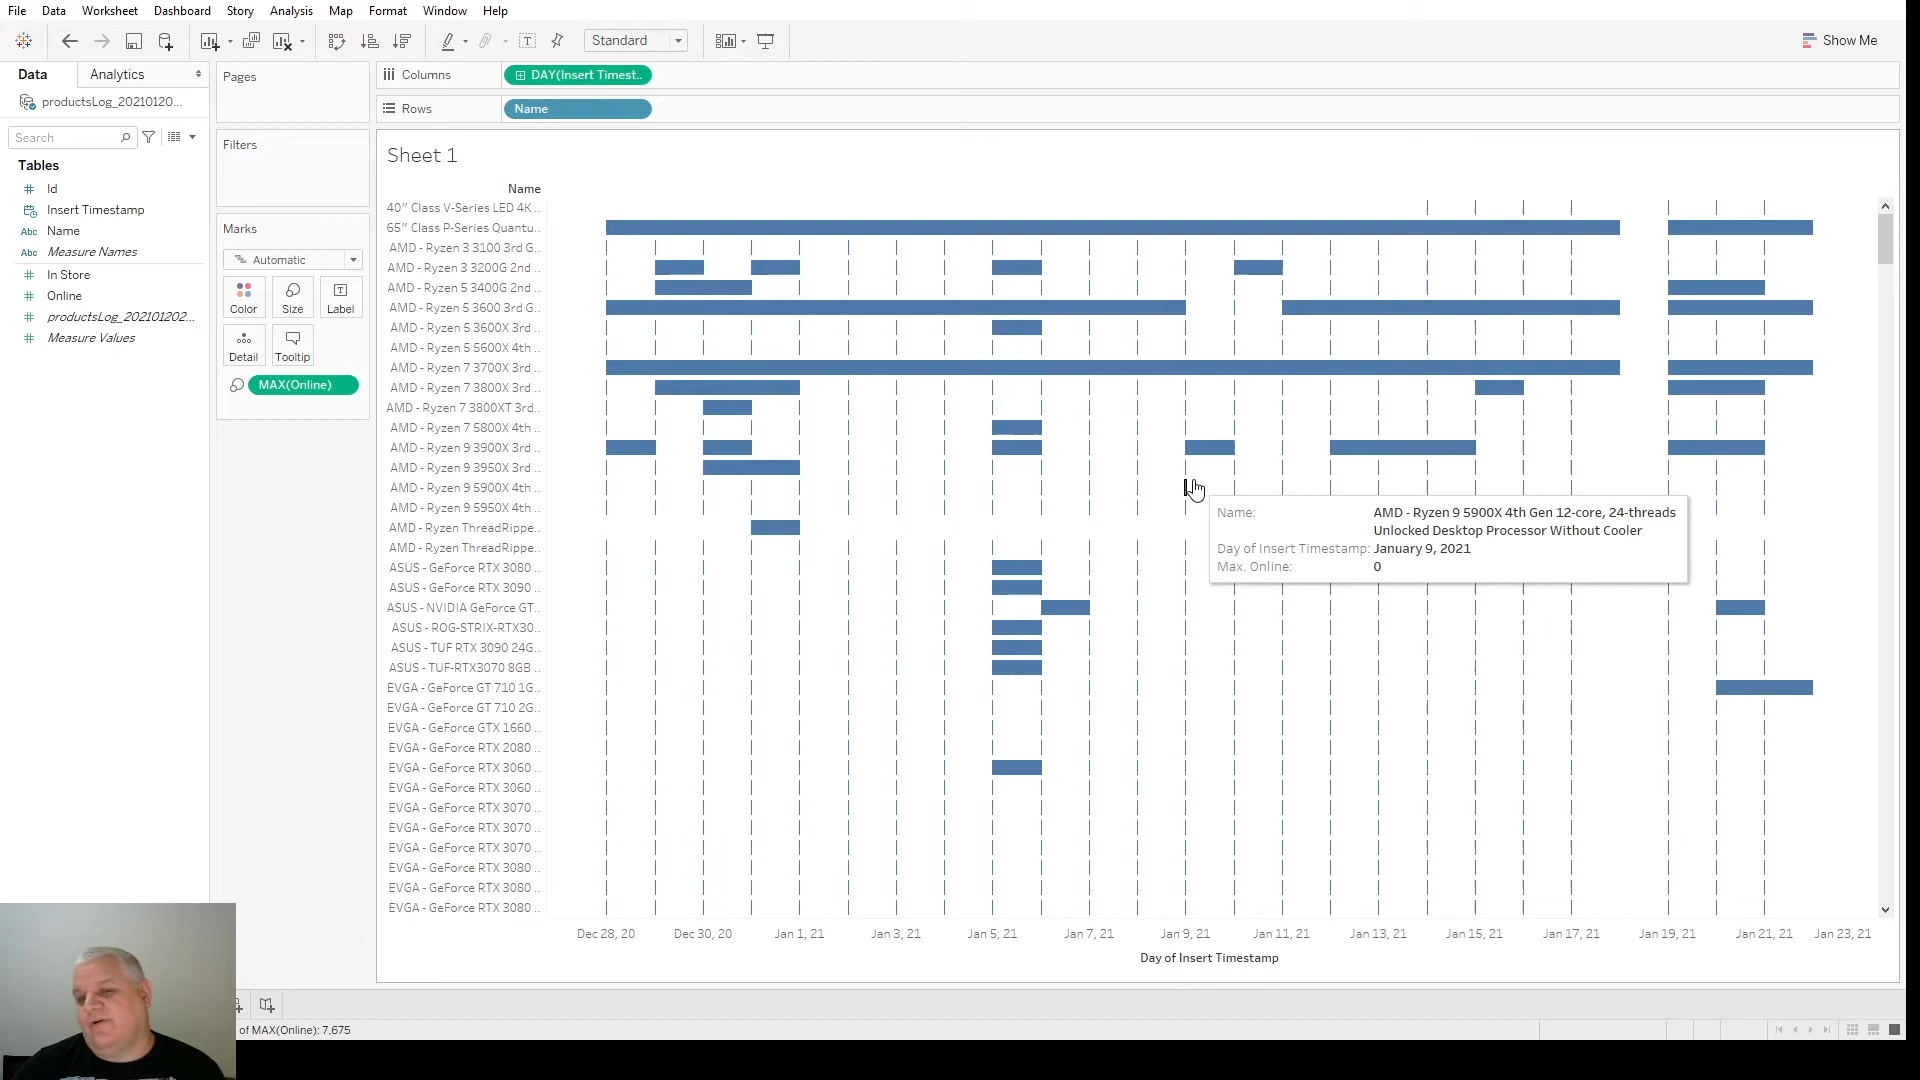 File Data Worksheet Dashboard Story Analysis Map Format Window Help
Standard
Show Me
Data Analytics
productsLog_20210120...
Search
Tables
Id
Insert Timestamp
Abc Name
Abc Measure Names
In Store
Online
productsLog_202101202...
Measure Values
Pages
Filters
Marks
Automatic
Color Size Label
Detail Tooltip
MAX(Online)
Columns DAY(Insert Timest..
Rows Name
Sheet 1
Name
40" Class V-Series LED 4K ..
65" Class P-Series Quantu..
AMD - Ryzen 3 3100 3rd G..
AMD - Ryzen 3 3200G 2nd ..
AMD - Ryzen 5 3400G 2nd ..
AMD - Ryzen 5 3600 3rd G..
AMD - Ryzen 5 3600X 3rd ..
AMD - Ryzen 5 5600X 4th ..
AMD - Ryzen 7 3700X 3rd ..
AMD - Ryzen 7 3800X 3rd ..
AMD - Ryzen 7 3800XT 3rd..
AMD - Ryzen 7 5800X 4th ..
AMD - Ryzen 9 3900X 3rd ..
AMD - Ryzen 9 3950X 3rd ..
AMD - Ryzen 9 5900X 4th ..
AMD - Ryzen 9 5950X 4th ..
AMD - Ryzen ThreadRippe..
AMD - Ryzen ThreadRippe..
ASUS - GeForce RTX 3080 ..
ASUS - GeForce RTX 3090 ..
ASUS - NVIDIA GeForce GT..
ASUS - ROG-STRIX-RTX30..
ASUS - TUF RTX 3090 24G..
ASUS - TUF-RTX3070 8GB ..
EVGA - GeForce GT 710 1G..
EVGA - GeForce GT 710 2G..
EVGA - GeForce GTX 1660 ..
EVGA - GeForce RTX 2080 ..
EVGA - GeForce RTX 3060 ..
EVGA - GeForce RTX 3060 ..
EVGA - GeForce RTX 3070 ..
EVGA - GeForce RTX 3070 ..
EVGA - GeForce RTX 3070 ..
EVGA - GeForce RTX 3080 ..
EVGA - GeForce RTX 3080 ..
EVGA - GeForce RTX 3080 ..
Name: AMD - Ryzen 9 5900X 4th Gen 12-core, 24-threads
Unlocked Desktop Processor Without Cooler
Day of Insert Timestamp: January 9, 2021
Max. Online: 0
Dec 28, 20 Dec 30, 20 Jan 1, 21 Jan 3, 21 Jan 5, 21 Jan 7, 21 Jan 9, 21 Jan 11, 21 Jan 13, 21 Jan 15, 21 Jan 17, 21 Jan 19, 21 Jan 21, 21 Jan 23, 21
Day of Insert Timestamp
of MAX(Online): 7,675